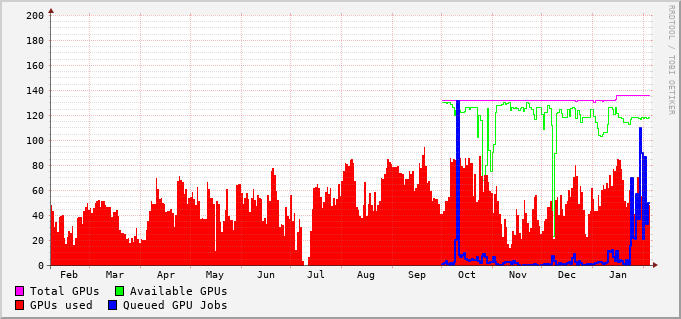 200
180
160
140
120
100
80
60
40
20
0
Feb Mar Apr May Jun Jul Aug Sep Oct Nov Dec Jan
Total GPUs Available GPUs
GPUs used Queued GPU Jobs
RRDTOOL / TOBI OETIKER